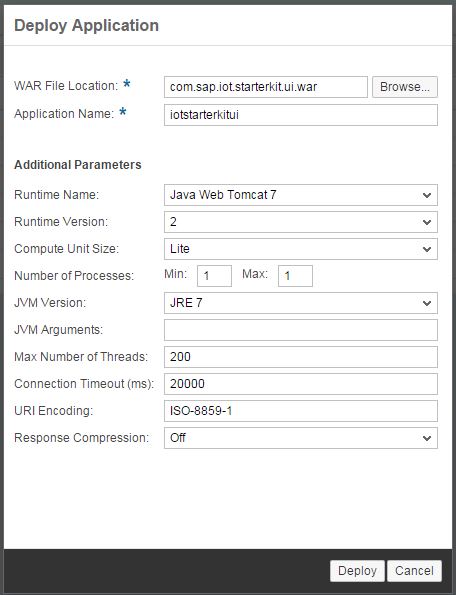 Deploy Application
WAR File Location: * com.sap.iot.starterkit.ui.war Browse...
Application Name: * iotstarterkitui
Additional Parameters
Runtime Name: Java Web Tomcat 7
Runtime Version: 2
Compute Unit Size: Lite
Number of Processes: Min: 1 Max: 1
JVM Version: JRE 7
JVM Arguments:
Max Number of Threads: 200
Connection Timeout (ms): 20000
URI Encoding: ISO-8859-1
Response Compression: Off
Deploy Cancel